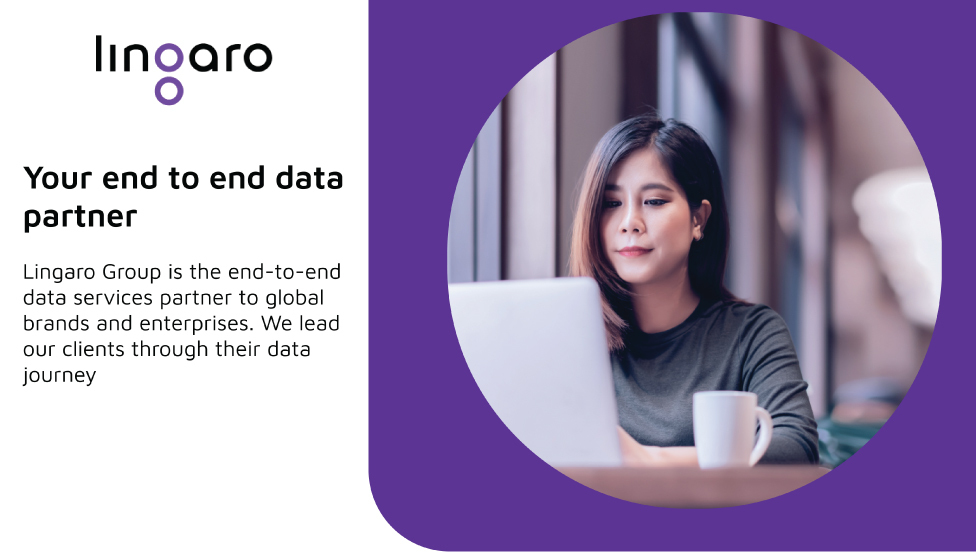 lingaro
Your end to end data
partner
Lingaro Group is the end-to-end
data services partner to global
brands and enterprises. We lead
our clients through their data
journey